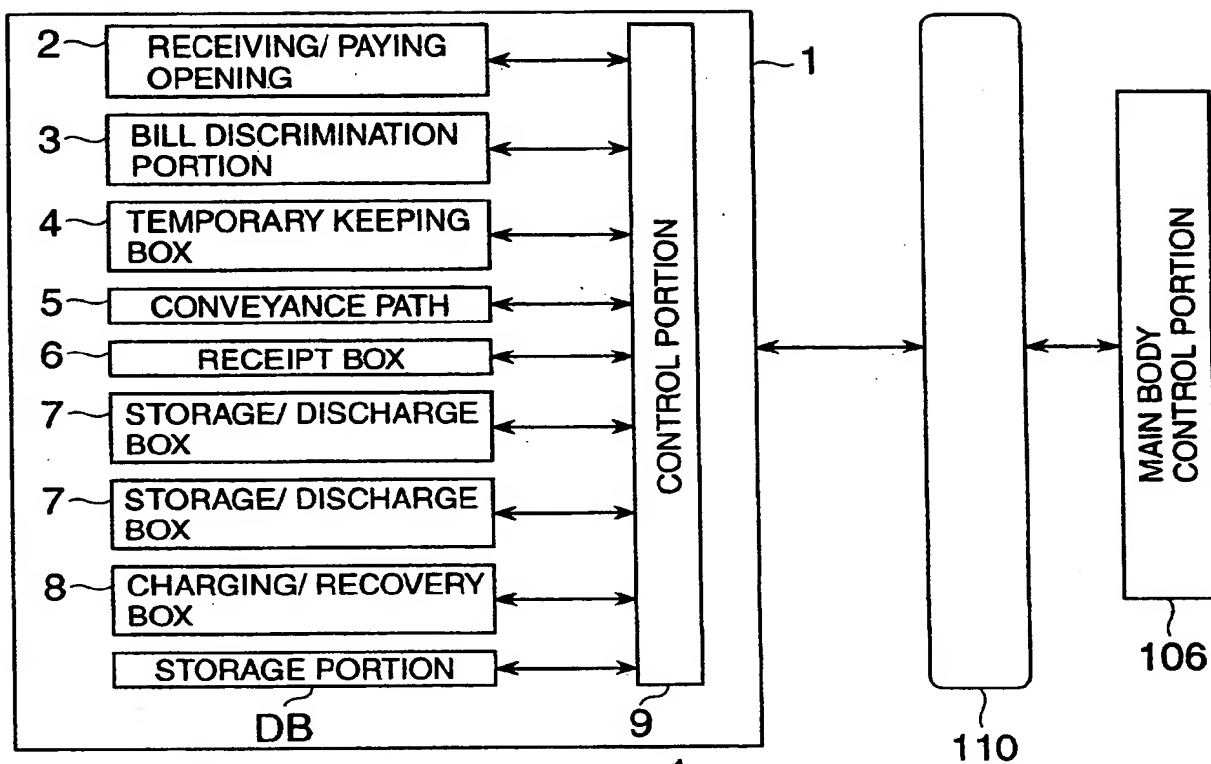 2
RECEIVING/ PAYING
OPENING
1
3
BILL DISCRIMINATION
PORTION
4
TEMPORARY KEEPING
BOX
5
CONVEYANCE PATH
6
RECEIPT BOX
7
STORAGE/ DISCHARGE
BOX
7
STORAGE/ DISCHARGE
BOX
8
CHARGING/ RECOVERY
BOX
STORAGE PORTION
DB
CONTROL PORTION
9
110
MAIN BODY
CONTROL PORTION
106